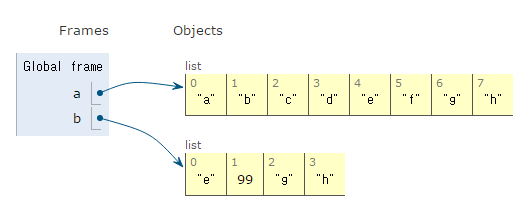 Frames Objects
Global frame
a
b
list
0 1 2 3 4 5 6 7
"a" "b" "c" "d" "e" "f" "g" "h"
list
0 1 2 3
"e" 99 "g" "h"